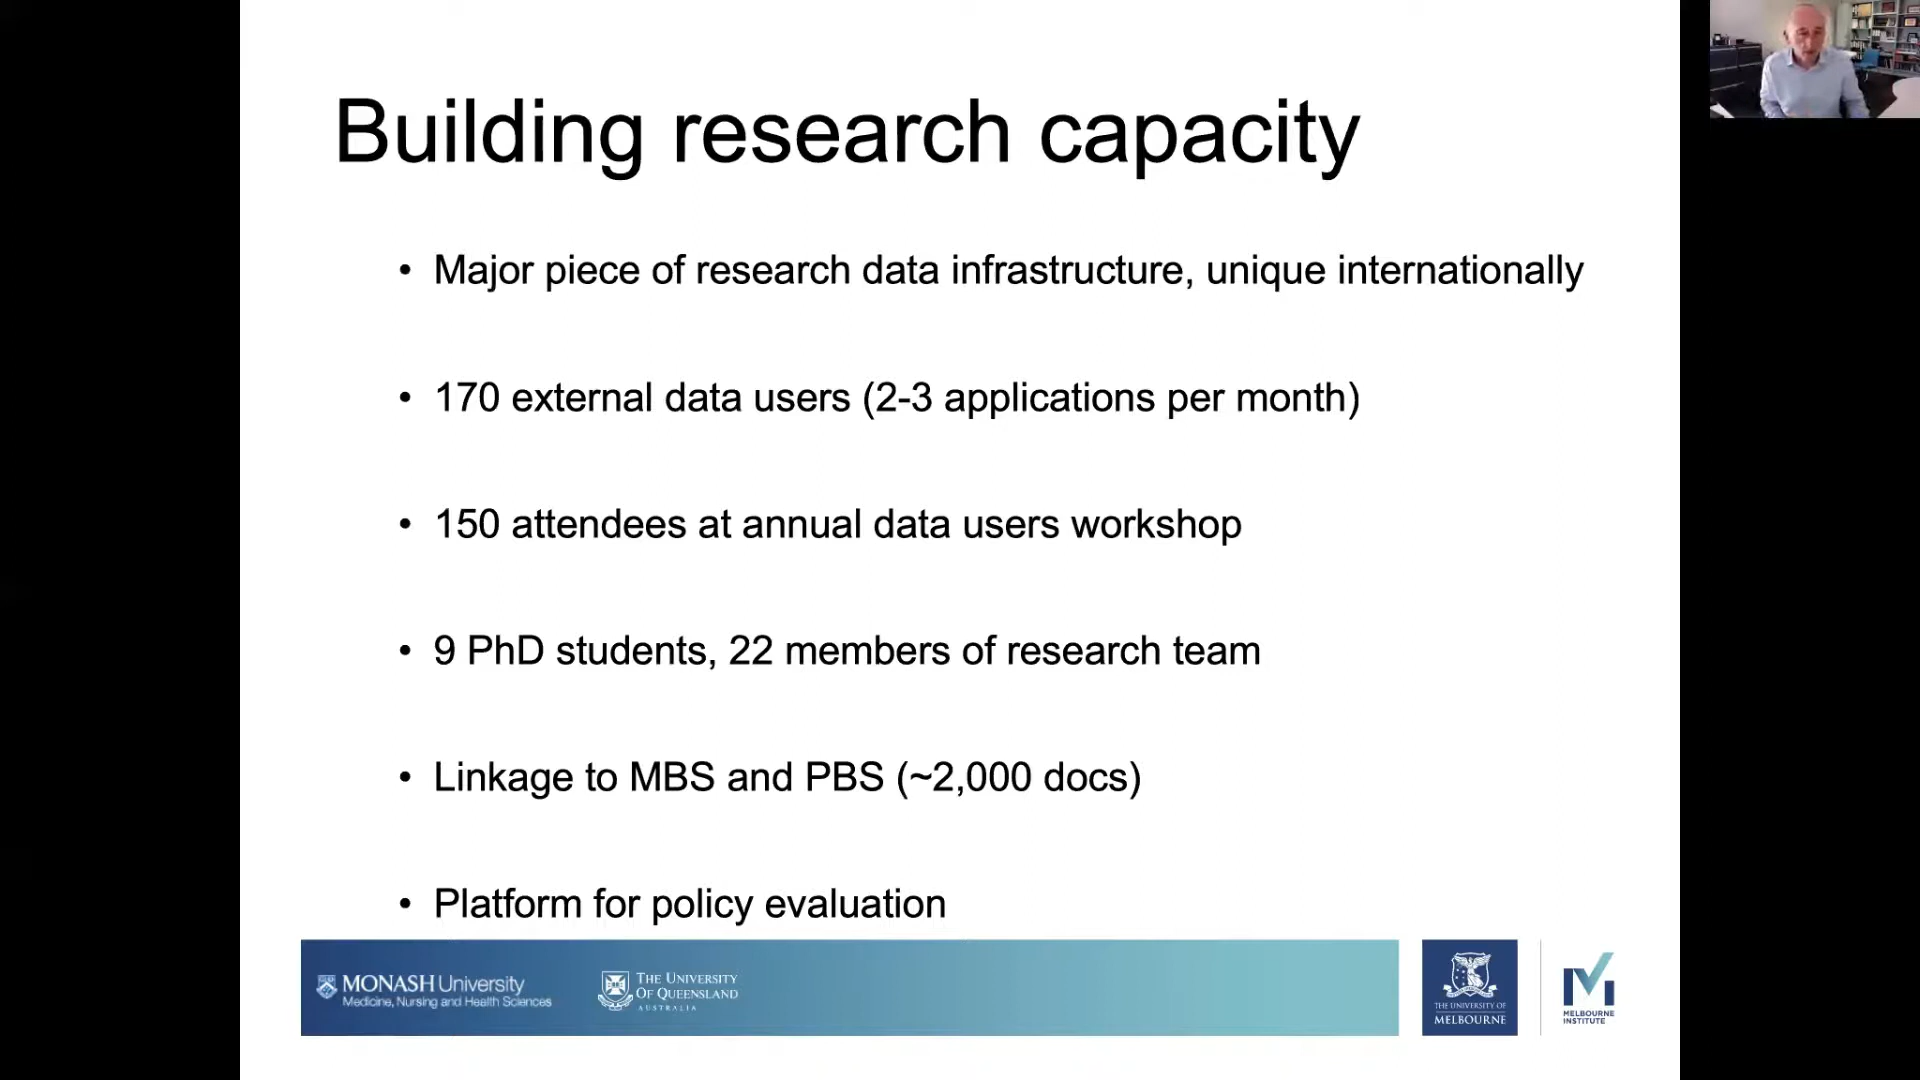 Building research capacity
• Major piece of research data infrastructure, unique internationally
• 170 external data users (2-3 applications per month)
• 150 attendees at annual data users workshop
• 9 PhD students, 22 members of research team
• Linkage to MBS and PBS (~2,000 docs)
• Platform for policy evaluation
MONASH University
Medicine, Nursing and Health Sciences
THE UNIVERSITY
OF QUEENSLAND
AUSTRALIA
THE UNIVERSITY OF
MELBOURNE
MELBOURNE
INSTITUTE